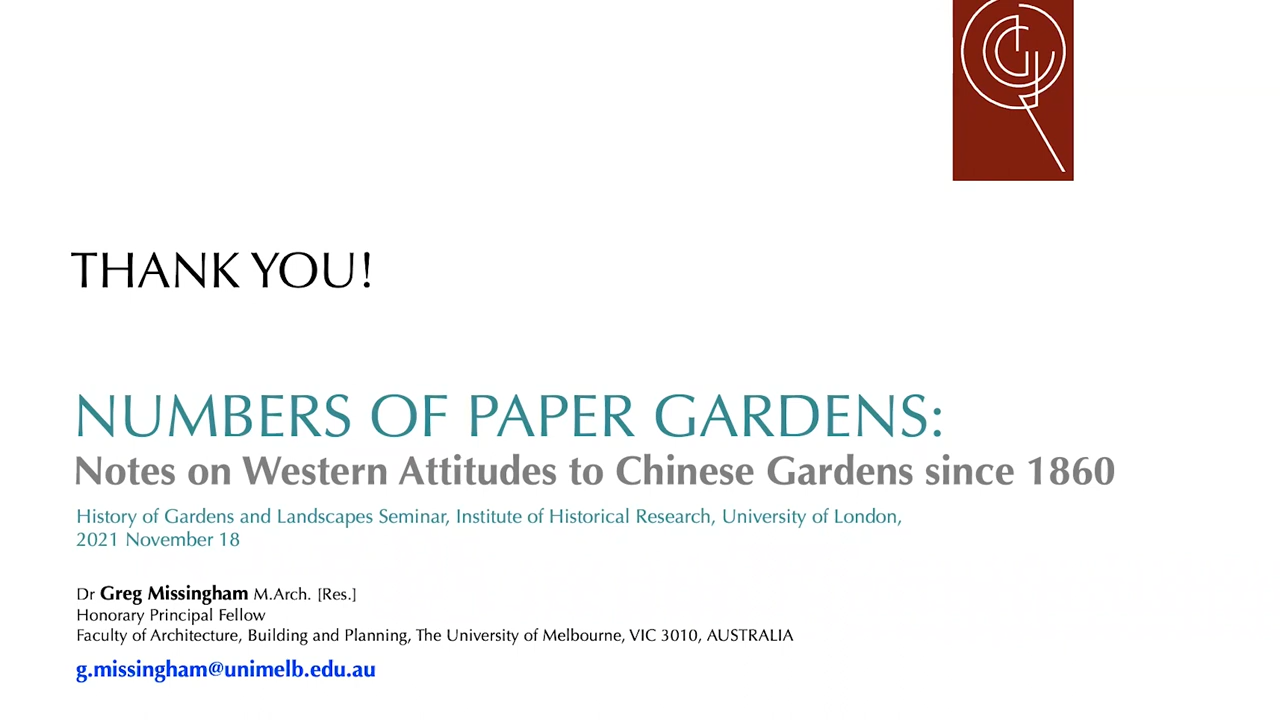 THANK YOU!
NUMBERS OF PAPER GARDENS:
Notes on Western Attitudes to Chinese Gardens since 1860
History of Gardens and Landscapes Seminar, Institute of Historical Research, University of London,
2021 November 18
Dr Greg Missingham M.Arch. [Res.]
Honorary Principal Fellow
Faculty of Architecture, Building and Planning, The University of Melbourne, VIC 3010, AUSTRALIA
g.missingham@unimelb.edu.au